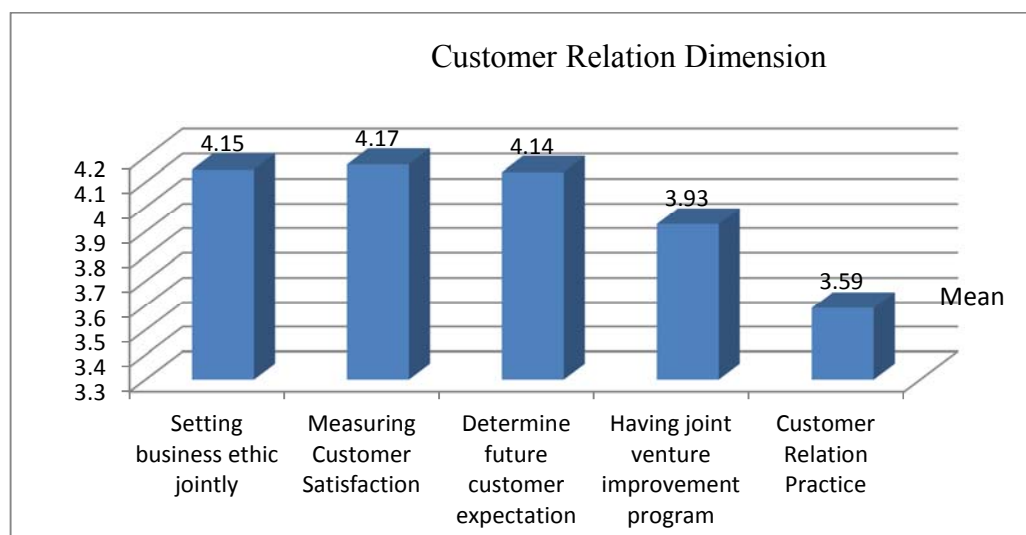 Customer Relation Dimension
4.15
4.17
4.14
3.93
3.59
4.2
4.1
4
3.9
3.8
3.7
3.6
3.5
3.4
3.3
Mean
Setting
business ethic
jointly
Measuring
Customer
Satisfaction
Determine
future
customer
expectation
Having joint
venture
improvement
program
Customer
Relation
Practice